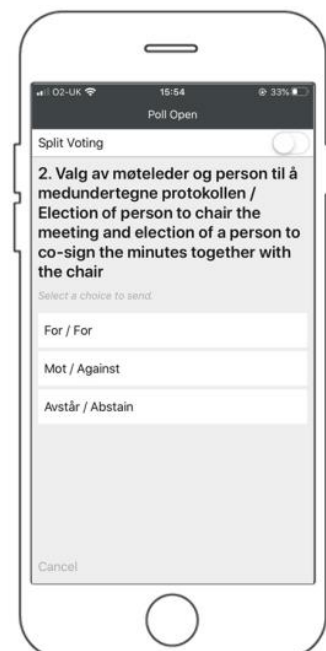 O2-UK 15:54 33%
Poll Open
Split Voting
2. Valg av møteleder og person til å
medundertegne protokollen /
Election of person to chair the
meeting and election of a person to
co-sign the minutes together with
the chair
Select a choice to send.
For / For
Mot / Against
Avstår / Abstain
Cancel